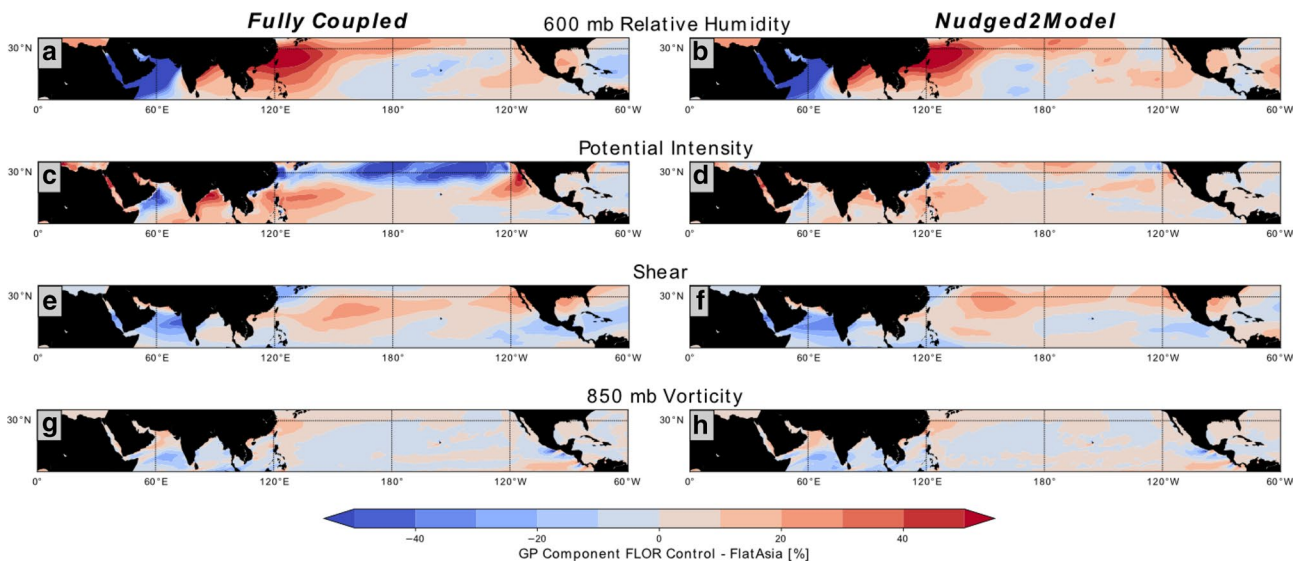 Fully Coupled
600 mb Relative Humidity
Nudged2Model
a
30°N
0° 60°E 120°E 180° 120°W 60°W
b
30°N
0° 60°E 120°E 180° 120°W 60°W
Potential Intensity
c
30°N
0° 60°E 120°E 180° 120°W 60°W
d
30°N
0° 60°E 120°E 180° 120°W 60°W
Shear
e
30°N
0° 60°E 120°E 180° 120°W 60°W
f
30°N
0° 60°E 120°E 180° 120°W 60°W
850 mb Vorticity
g
30°N
0° 60°E 120°E 180° 120°W 60°W
h
30°N
0° 60°E 120°E 180° 120°W 60°W
−40 −20 0 20 40
GP Component FLOR Control - FlatAsia [%]